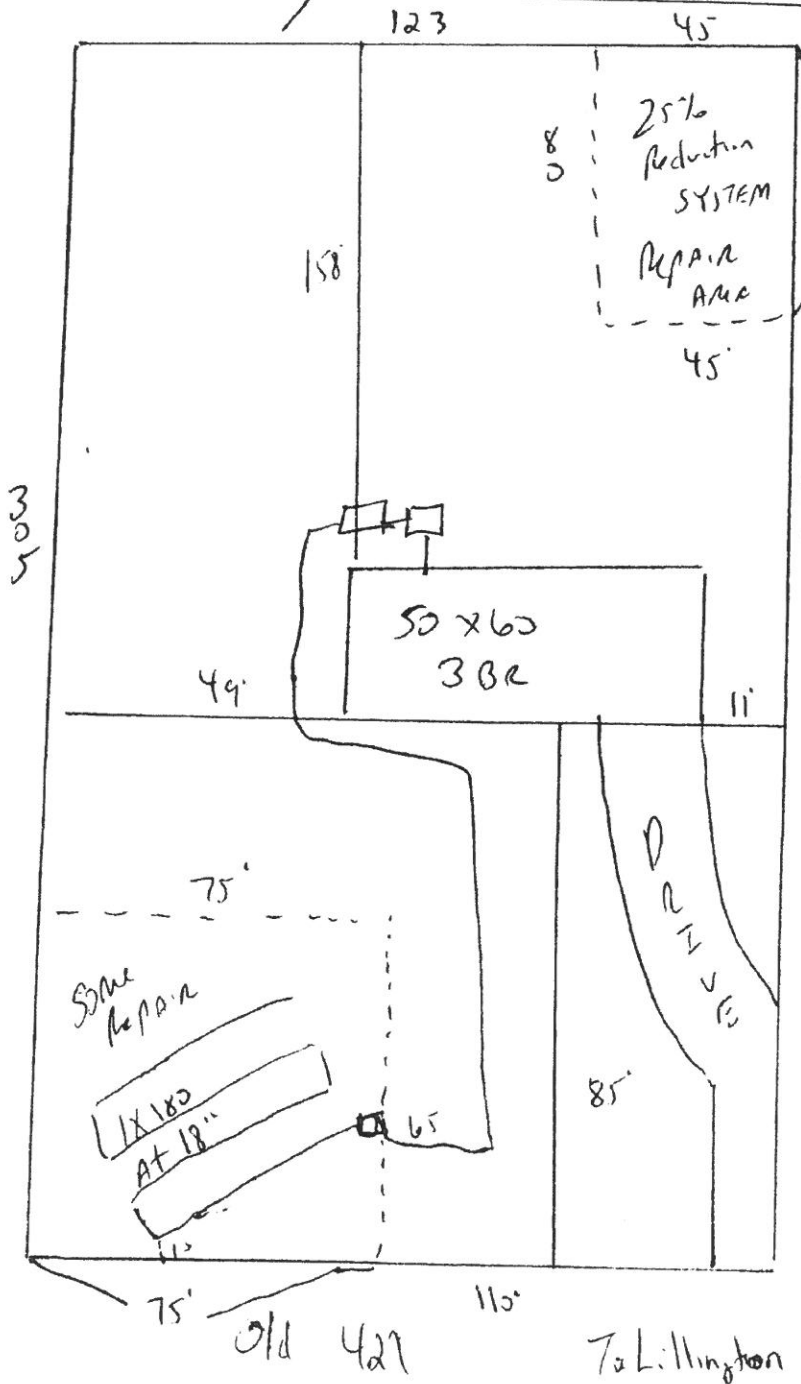 123
45
80
25%
Reduction
SYSTEM
Repair
Area
45'
158'
305
50 x 60
3 BR
49'
11'
75'
Some
Repair
1 x 180
At 18"
65
85'
DRIVE
75'
110'
Old 421
To Lillington